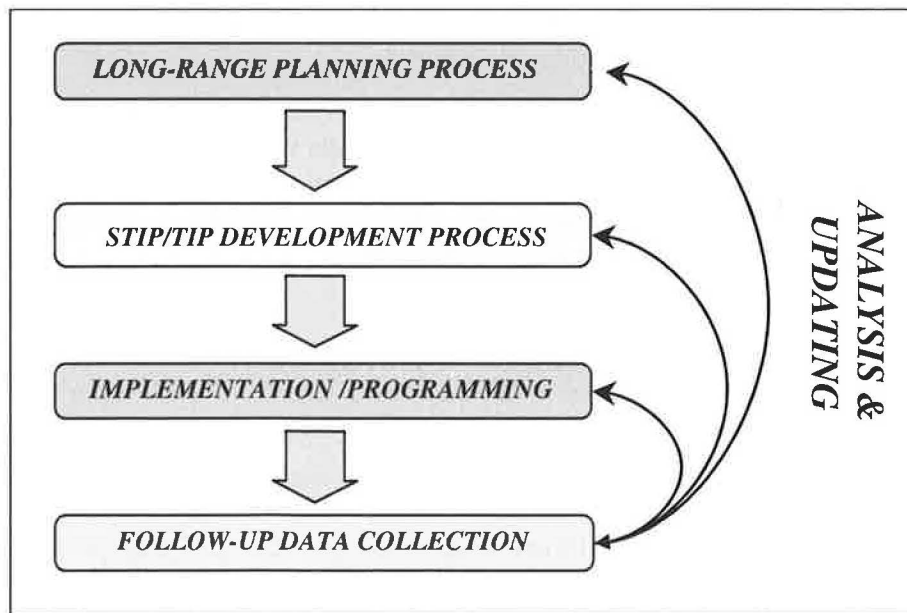 LONG-RANGE PLANNING PROCESS
STIP/TIP DEVELOPMENT PROCESS
IMPLEMENTATION /PROGRAMMING
FOLLOW-UP DATA COLLECTION
ANALYSIS &
UPDATING